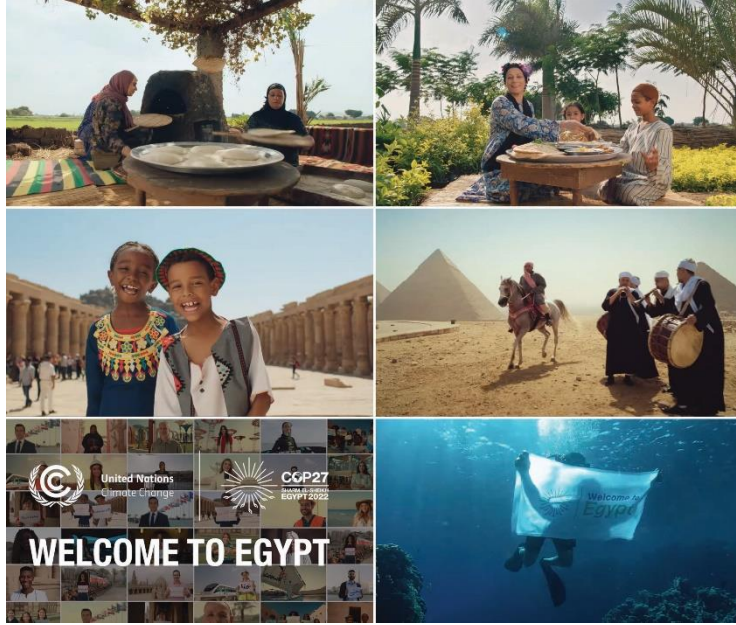 United Nations
Climate Change
COP27
SHARM EL-SHEIKH
EGYPT 2022
WELCOME TO EGYPT
Welcome to
Egypt